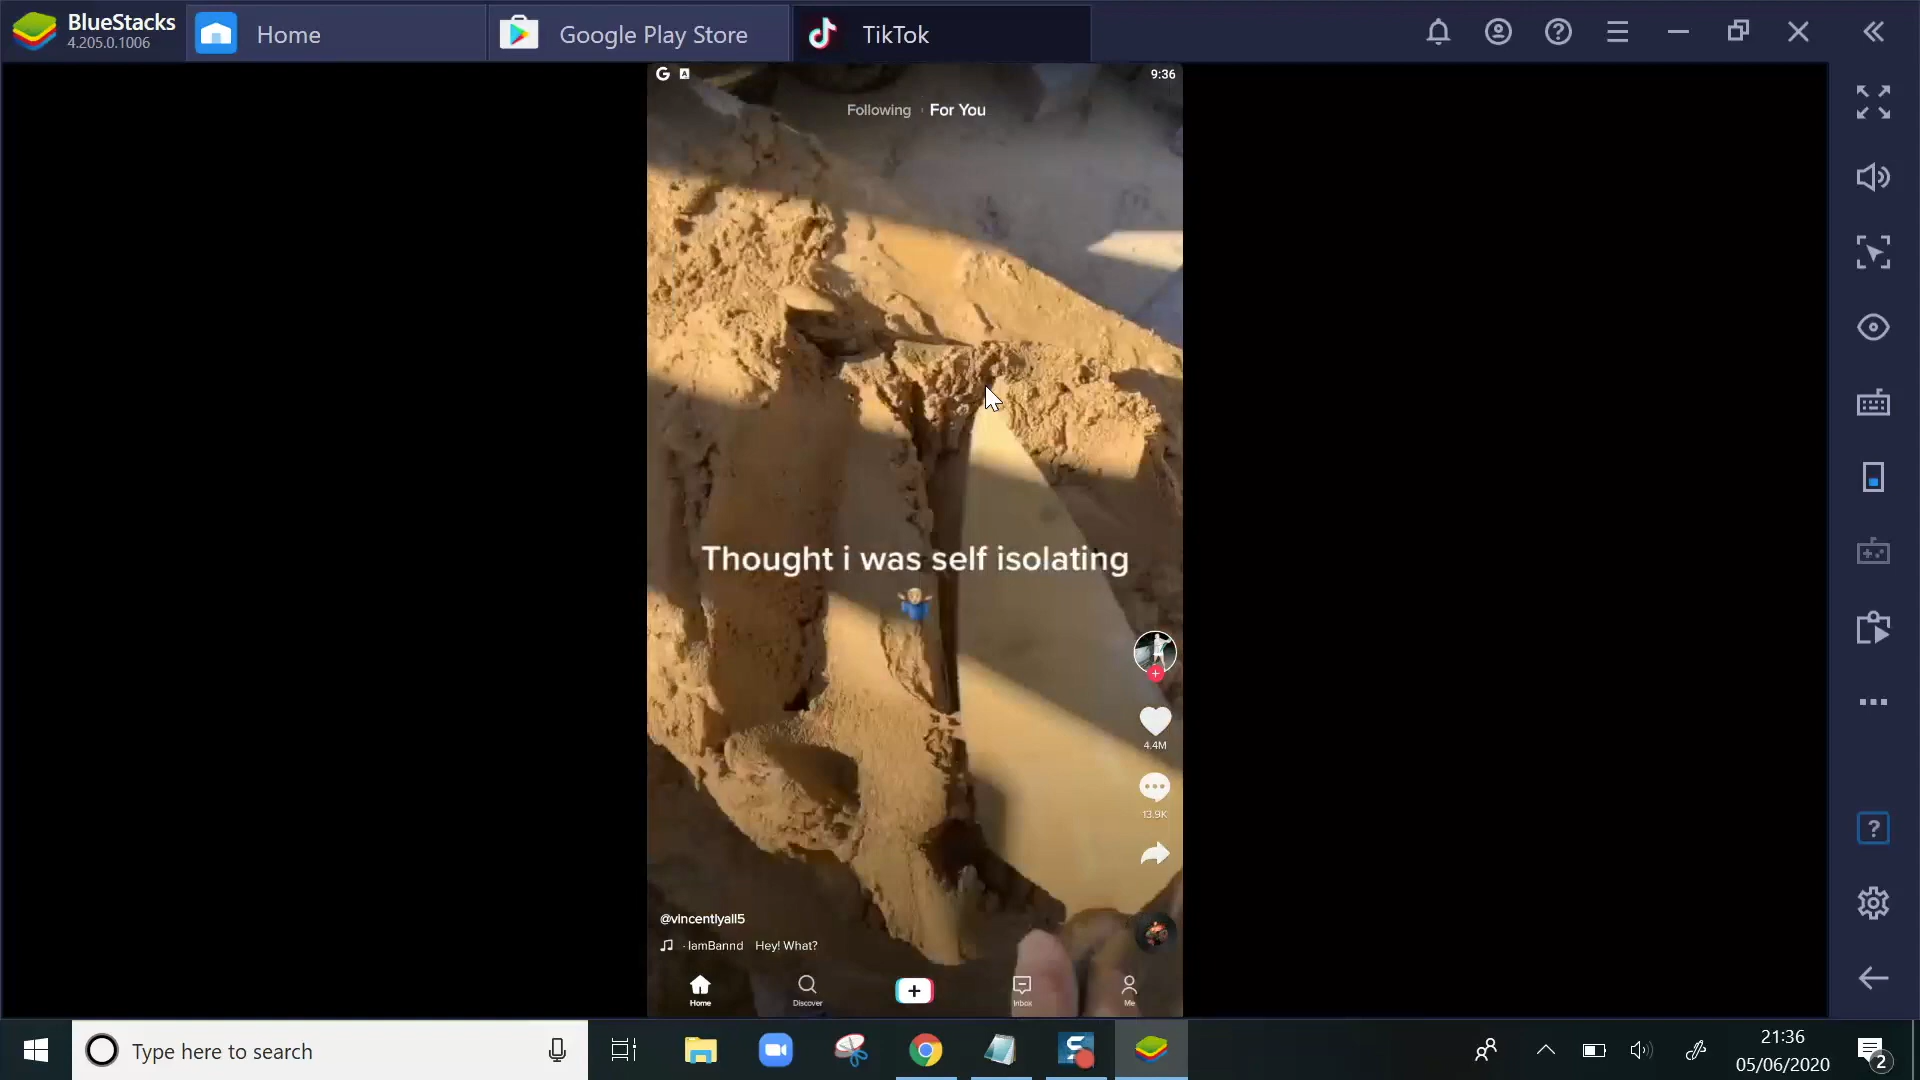 BlueStacks
4.205.0.1006
Home
Google Play Store
TikTok
9:36
Following
For You
Thought i was self isolating
4.4M
13.9K
@vincentlyall5
· IamBannd Hey! What?
Home
Discover
Inbox
Me
Type here to search
21:36
05/06/2020
2